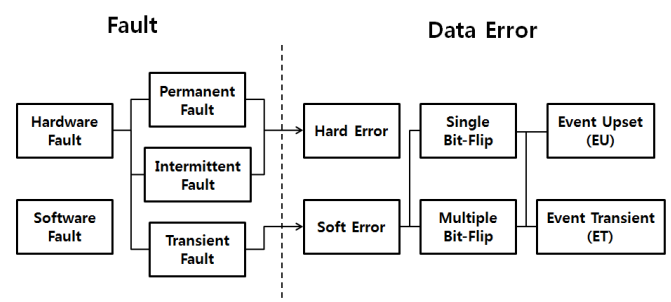 Fault
Data Error
Hardware
Fault
Software
Fault
Permanent
Fault
Intermittent
Fault
Transient
Fault
Hard Error
Soft Error
Single
Bit-Flip
Multiple
Bit-Flip
Event Upset
(EU)
Event Transient
(ET)